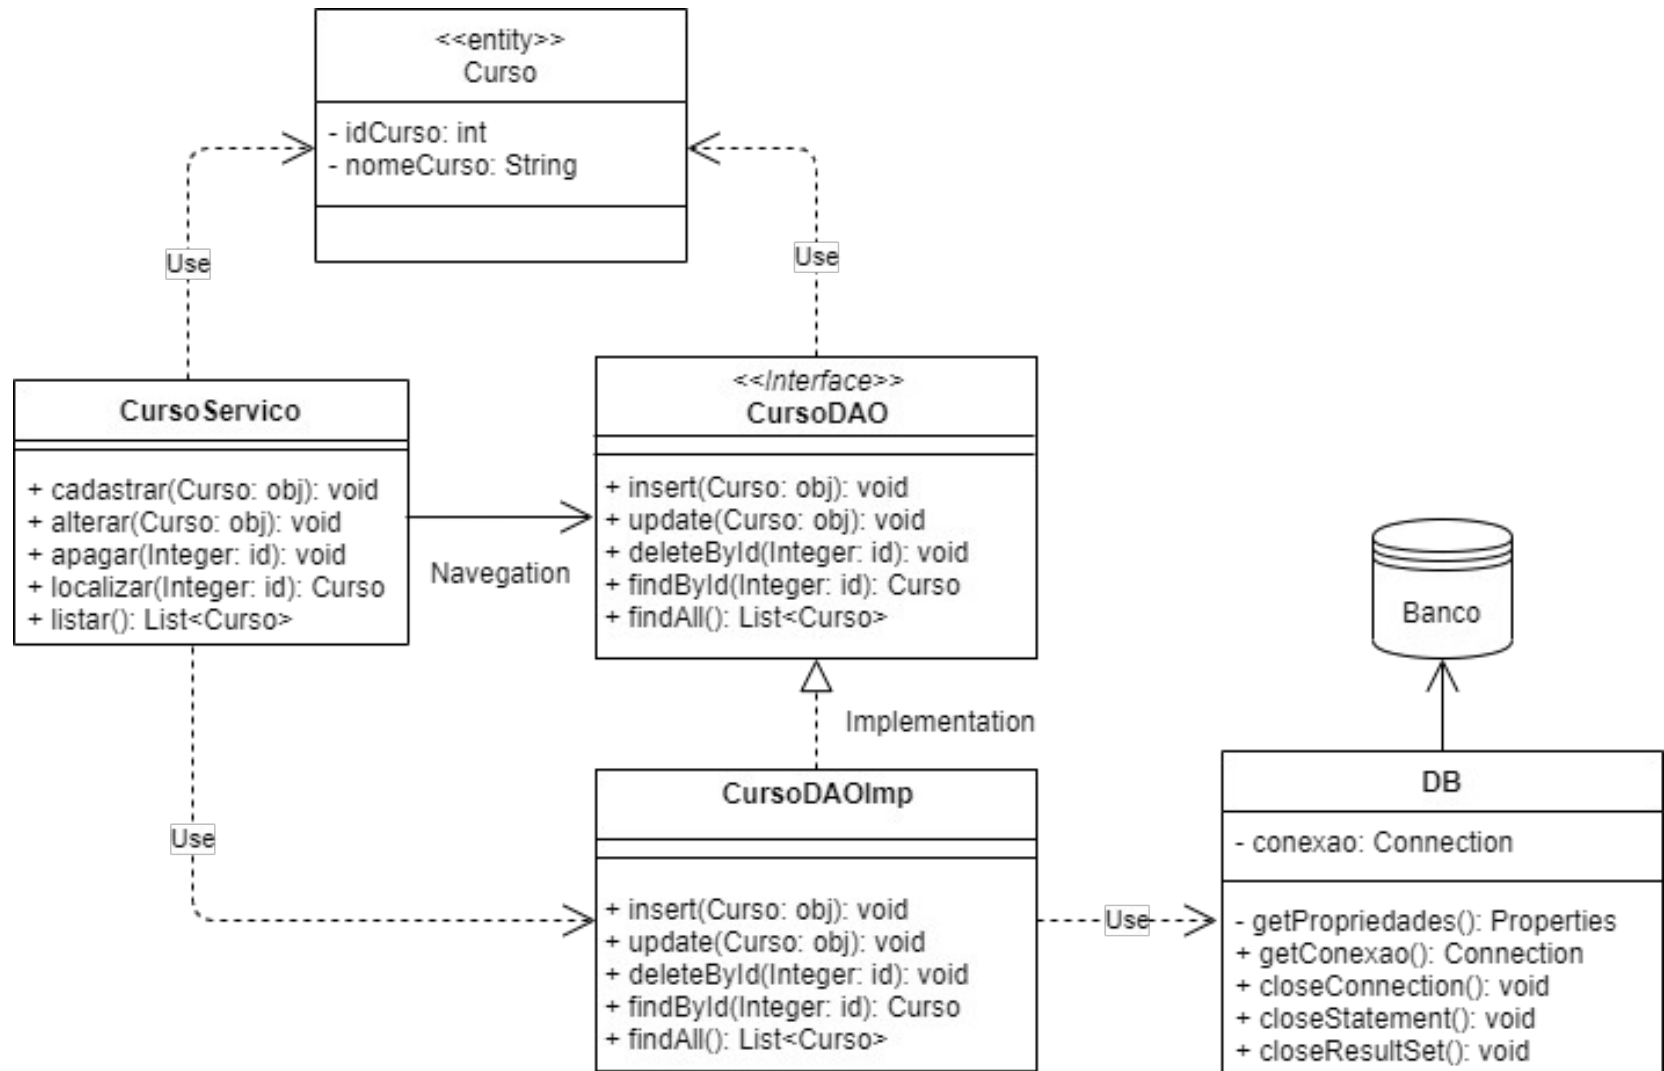 <<entity>>
Curso
- idCurso: int
- nomeCurso: String
Use
Use
CursoServico
+ cadastrar(Curso: obj): void
+ alterar(Curso: obj): void
+ apagar(Integer: id): void
+ localizar(Integer: id): Curso
+ listar(): List<Curso>
Navegation
<<Interface>>
CursoDAO
+ insert(Curso: obj): void
+ update(Curso: obj): void
+ deleteById(Integer: id): void
+ findById(Integer: id): Curso
+ findAll(): List<Curso>
Banco
Implementation
Use
CursoDAOImp
+ insert(Curso: obj): void
+ update(Curso: obj): void
+ deleteById(Integer: id): void
+ findById(Integer: id): Curso
+ findAll(): List<Curso>
Use
DB
- conexao: Connection
- getPropriedades(): Properties
+ getConexao(): Connection
+ closeConnection(): void
+ closeStatement(): void
+ closeResultSet(): void